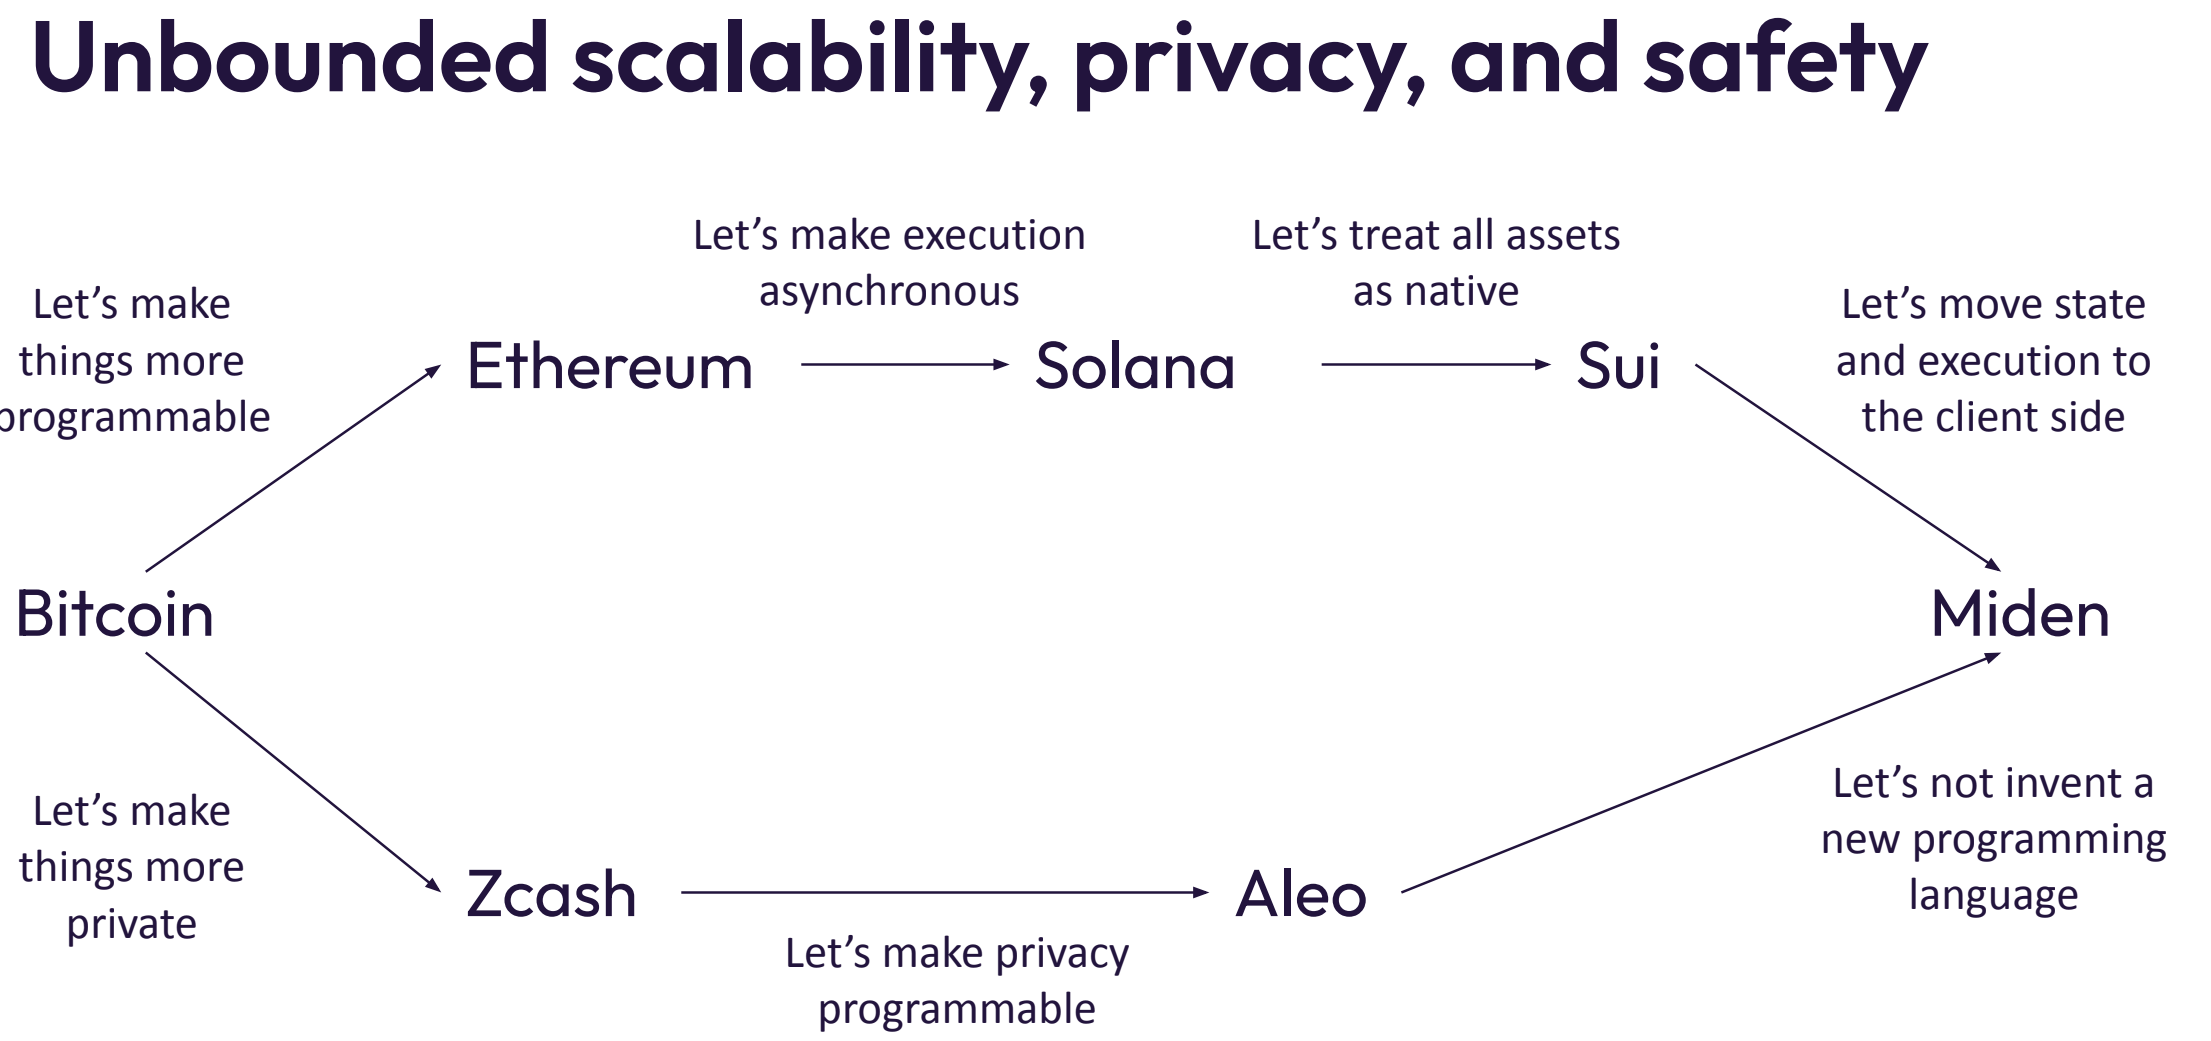 Unbounded scalability, privacy, and safety
Let's make execution
asynchronous
Let's treat all assets
as native
Let's make
things more
programmable
Let's move state
and execution to
the client side
Ethereum
Solana
Sui
Bitcoin
Miden
Let's make
things more
private
Let's not invent a
new programming
language
Zcash
Aleo
Let's make privacy
programmable